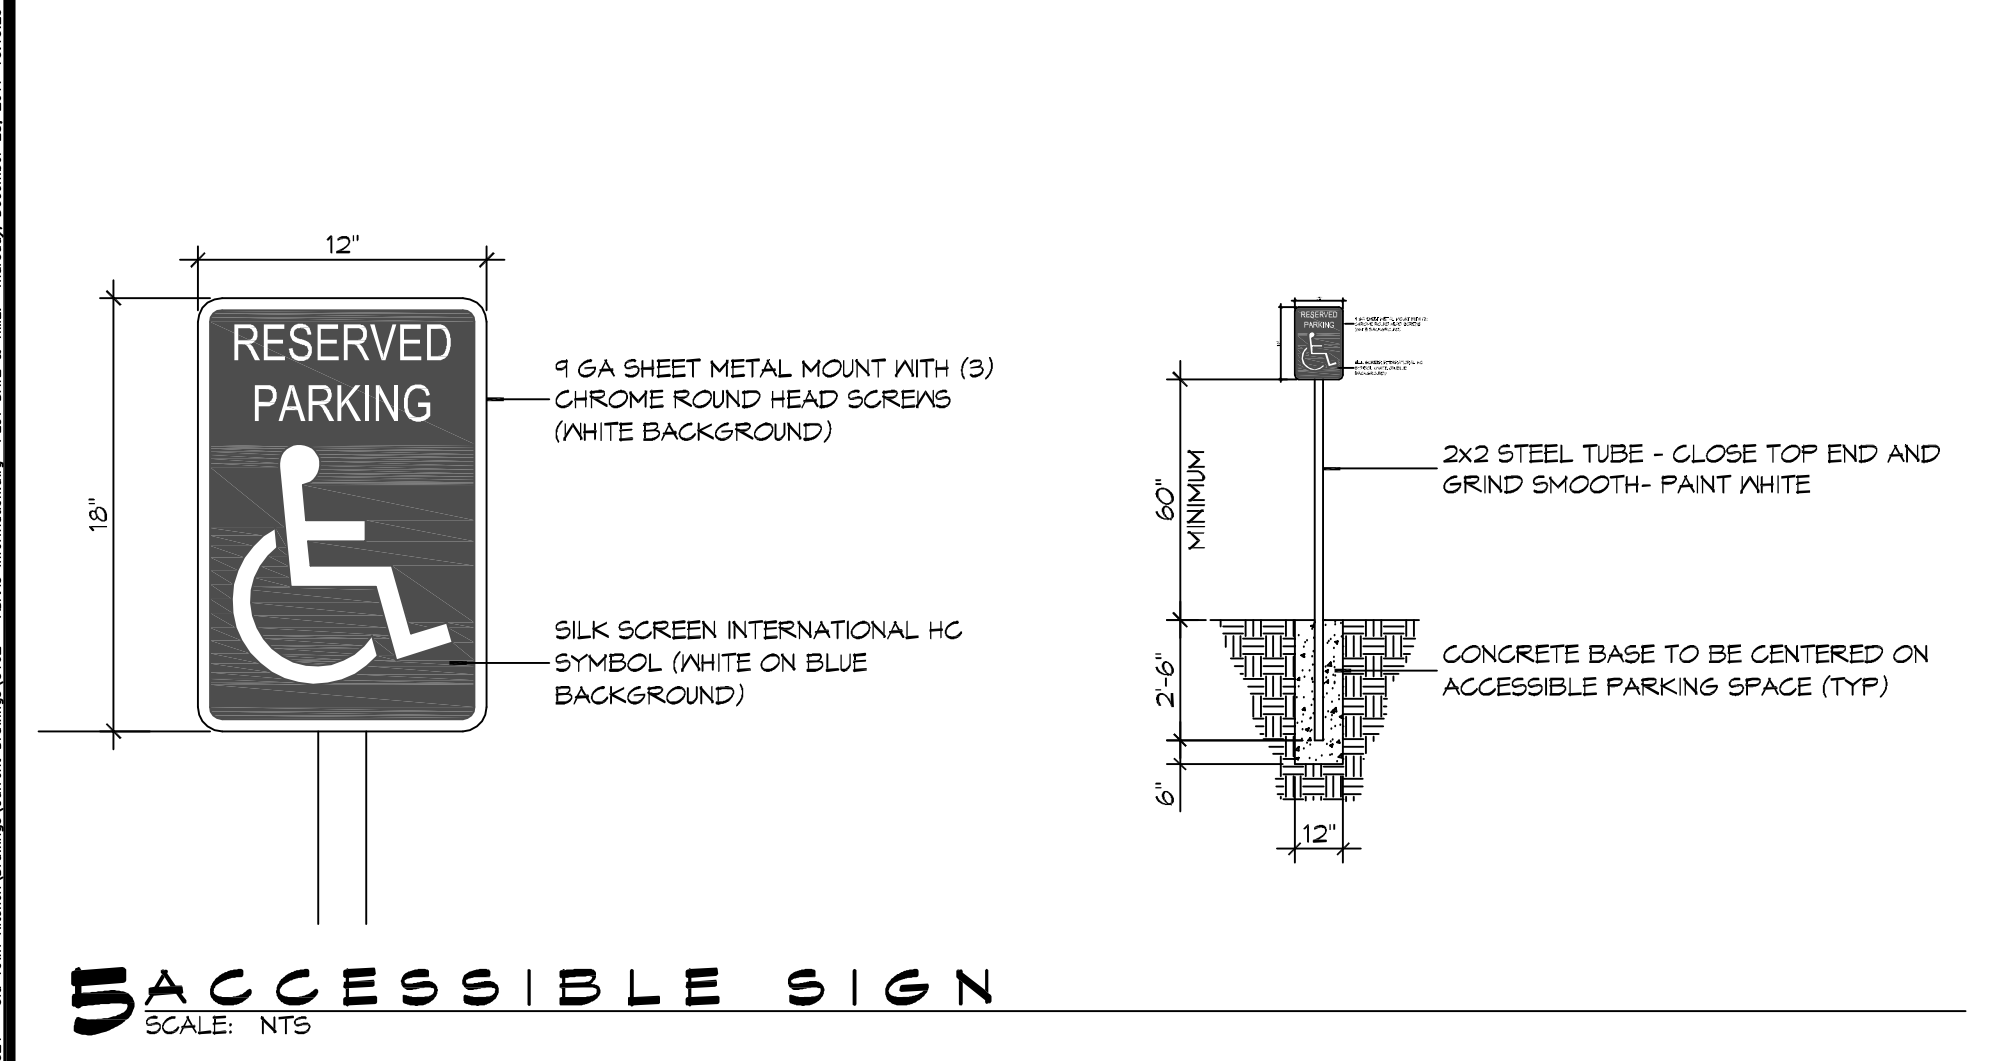 12"
18"
RESERVED
PARKING
9 GA SHEET METAL MOUNT WITH (3)
CHROME ROUND HEAD SCREWS
(WHITE BACKGROUND)
SILK SCREEN INTERNATIONAL HC
SYMBOL (WHITE ON BLUE
BACKGROUND)
RESERVED
PARKING
60"
MINIMUM
2'-6"
6"
12"
2x2 STEEL TUBE - CLOSE TOP END AND
GRIND SMOOTH- PAINT WHITE
CONCRETE BASE TO BE CENTERED ON
ACCESSIBLE PARKING SPACE (TYP)
5 ACCESSIBLE SIGN
SCALE: NTS